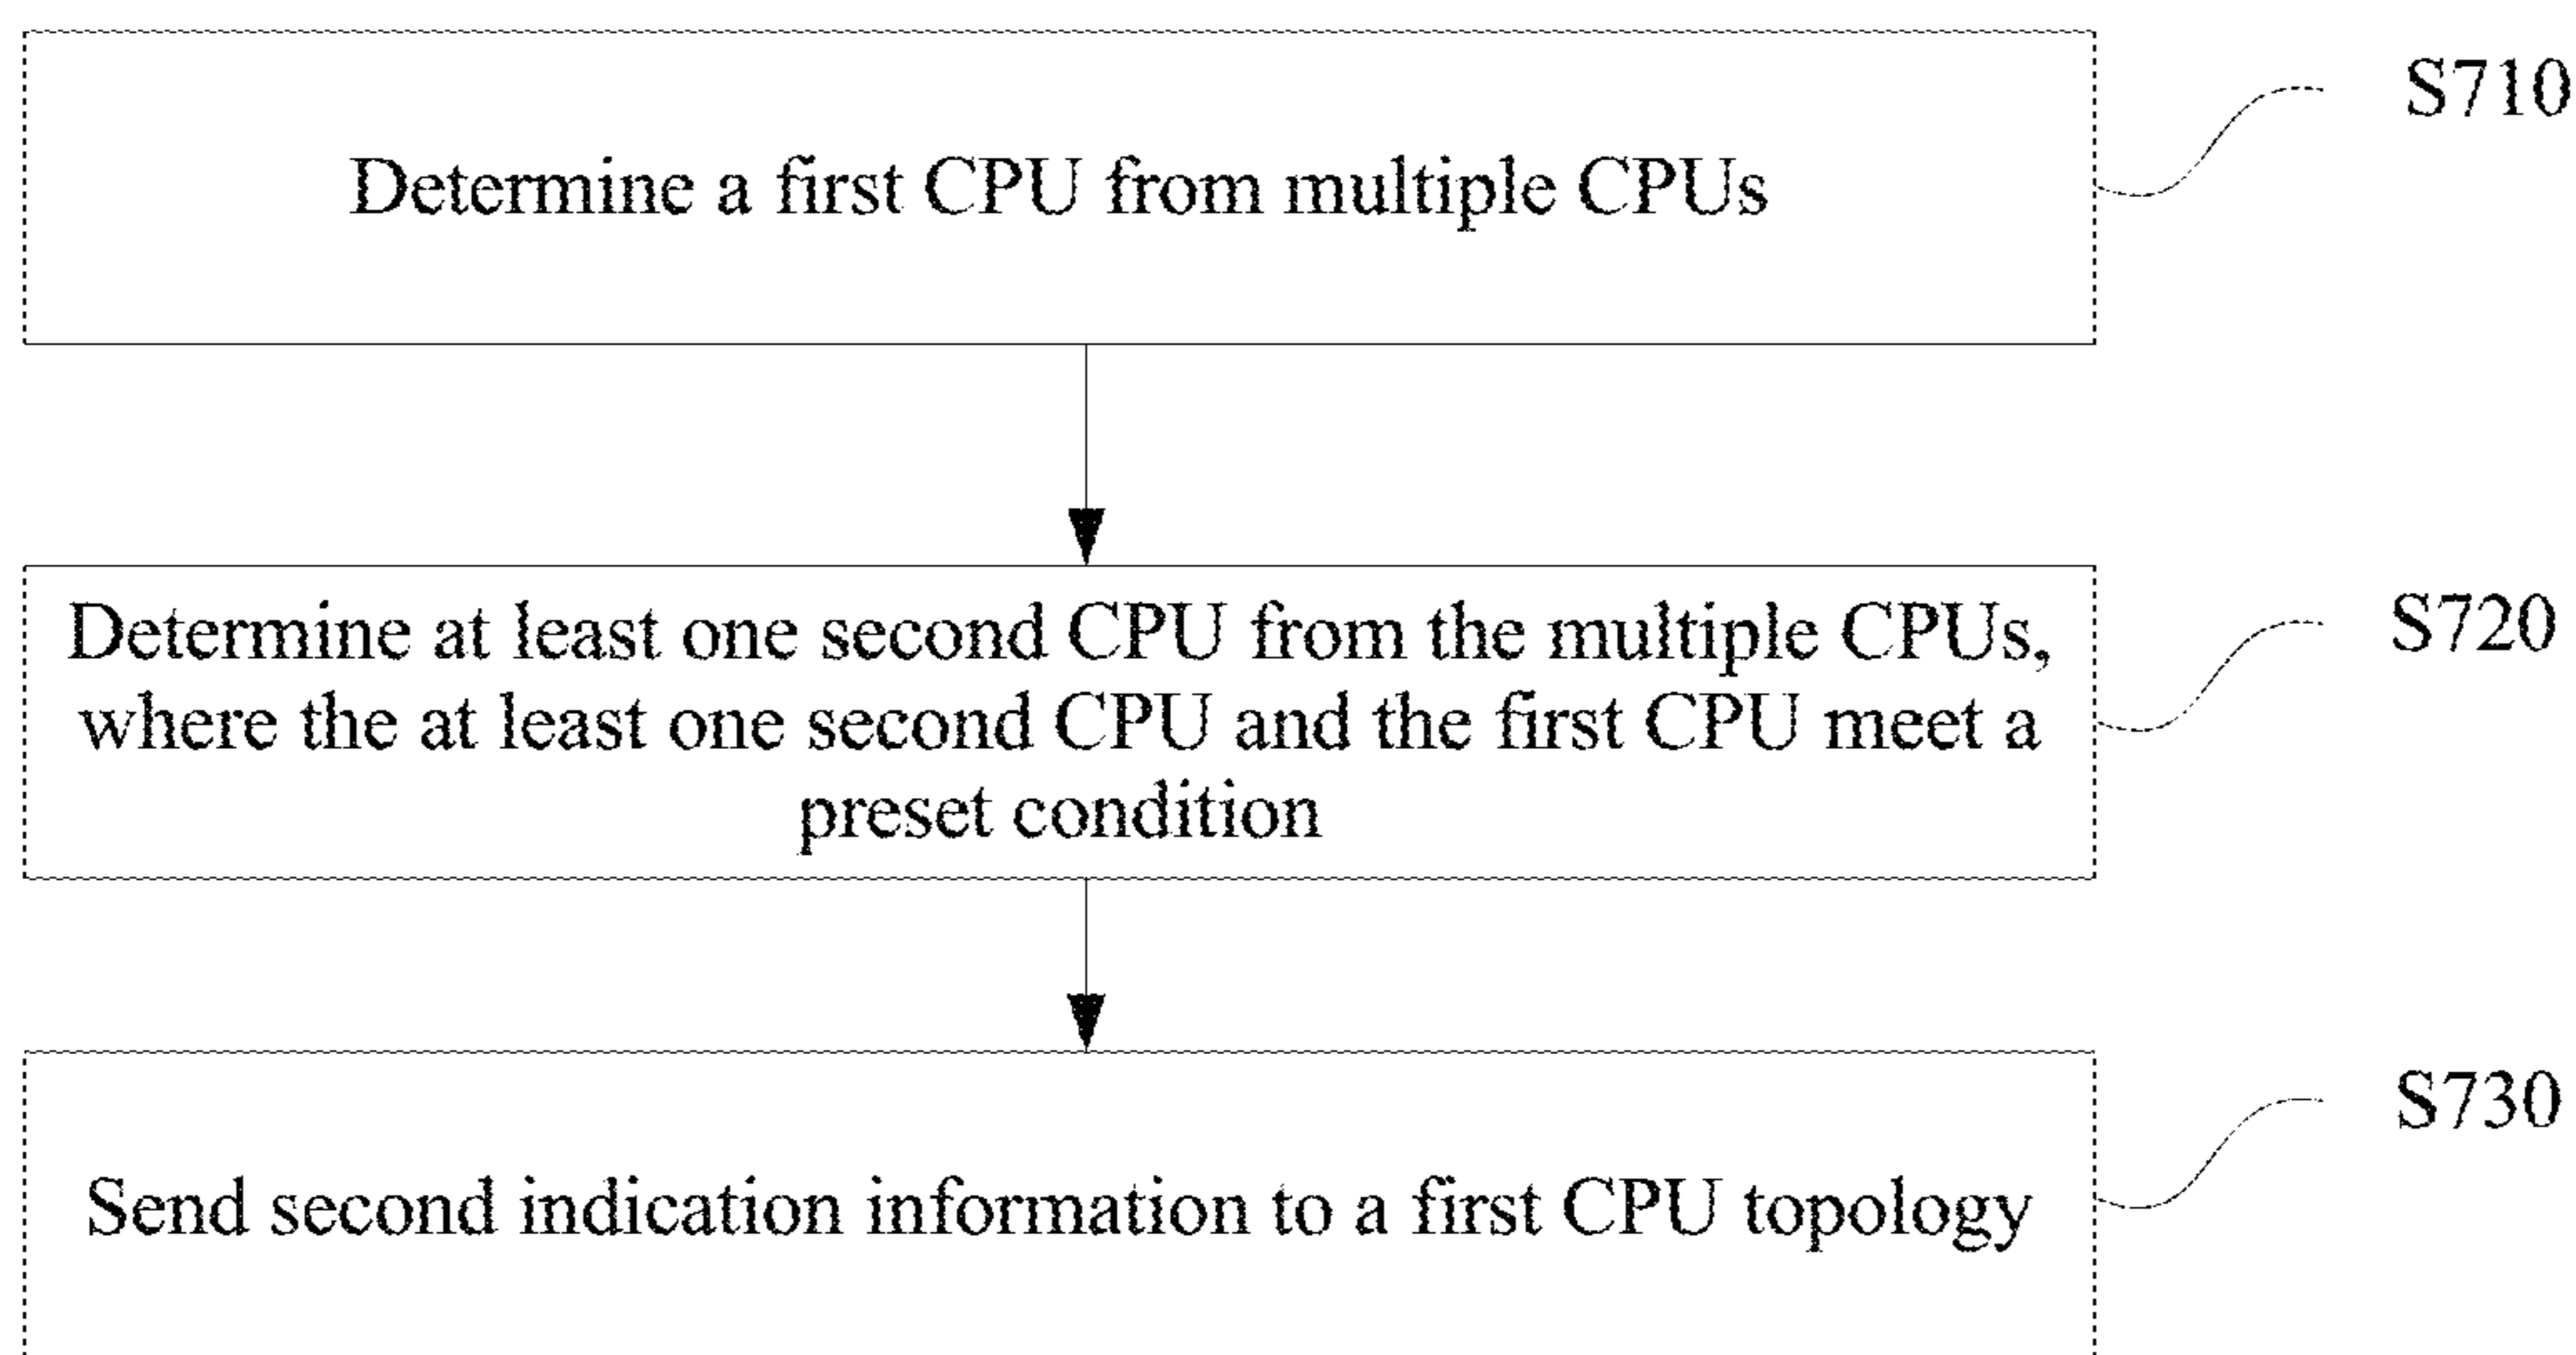 S710
Determine a first CPU from multiple CPUs
Determine at least one second CPU from the multiple CPUs,
where the at least one second CPU and the first CPU meet a
preset condition
S720
Send second indication information to a first CPU topology
S730